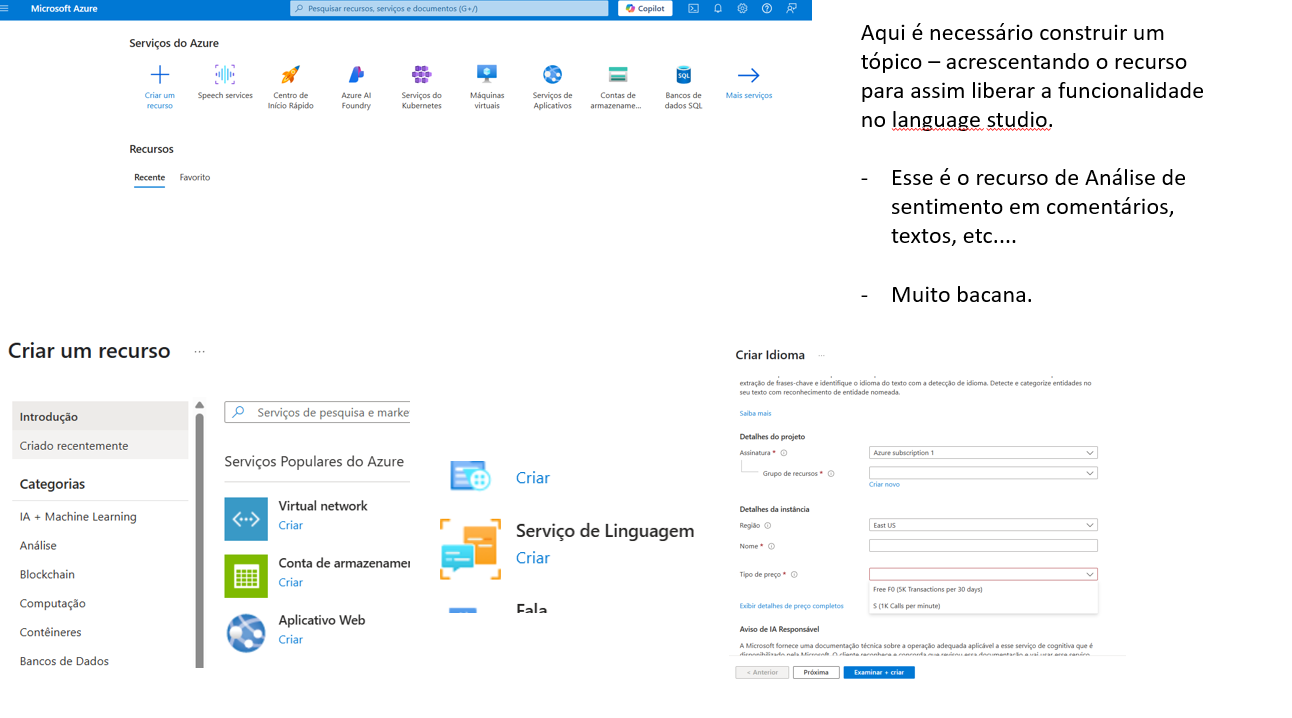 Microsoft Azure
Pesquisar recursos, serviços e documentos (G+/)
Copilot
Serviços do Azure
Criar um recurso
Speech services
Centro de Início Rápido
Azure AI Foundry
Serviços do Kubernetes
Máquinas virtuais
Serviços de Aplicativos
Contas de armazename...
Bancos de dados SQL
Mais serviços
Recursos
Recente
Favorito
Aqui é necessário construir um
tópico – acrescentando o recurso
para assim liberar a funcionalidade
no language studio.
- Esse é o recurso de Análise de
sentimento em comentários,
textos, etc....
- Muito bacana.
Criar um recurso ...
Introdução
Criado recentemente
Categorias
IA + Machine Learning
Análise
Blockchain
Computação
Contêineres
Bancos de Dados
Serviços de pesquisa e marke
Serviços Populares do Azure
Virtual network
Criar
Conta de armazenamen
Criar
Aplicativo Web
Criar
Criar
Serviço de Linguagem
Criar
Fala
Criar Idioma ...
extração de frases-chave e identifique o idioma do texto com a detecção de idioma. Detecte e categorize entidades no
seu texto com reconhecimento de entidade nomeada.
Saiba mais
Detalhes do projeto
Assinatura *
Azure subscription 1
Grupo de recursos *
Criar novo
Detalhes da instância
Região
East US
Nome *
Tipo de preço *
Free F0 (5K Transactions per 30 days)
S (1K Calls per minute)
Exibir detalhes de preço completos
Aviso de IA Responsável
A Microsoft fornece uma documentação técnica sobre a operação adequada aplicável a esse serviço de cognitiva que é
disponibilizado pela Microsoft. O cliente reconhece e concorda que revisou essa documentação e vai usar esse serviço
< Anterior
Próxima
Examinar + criar